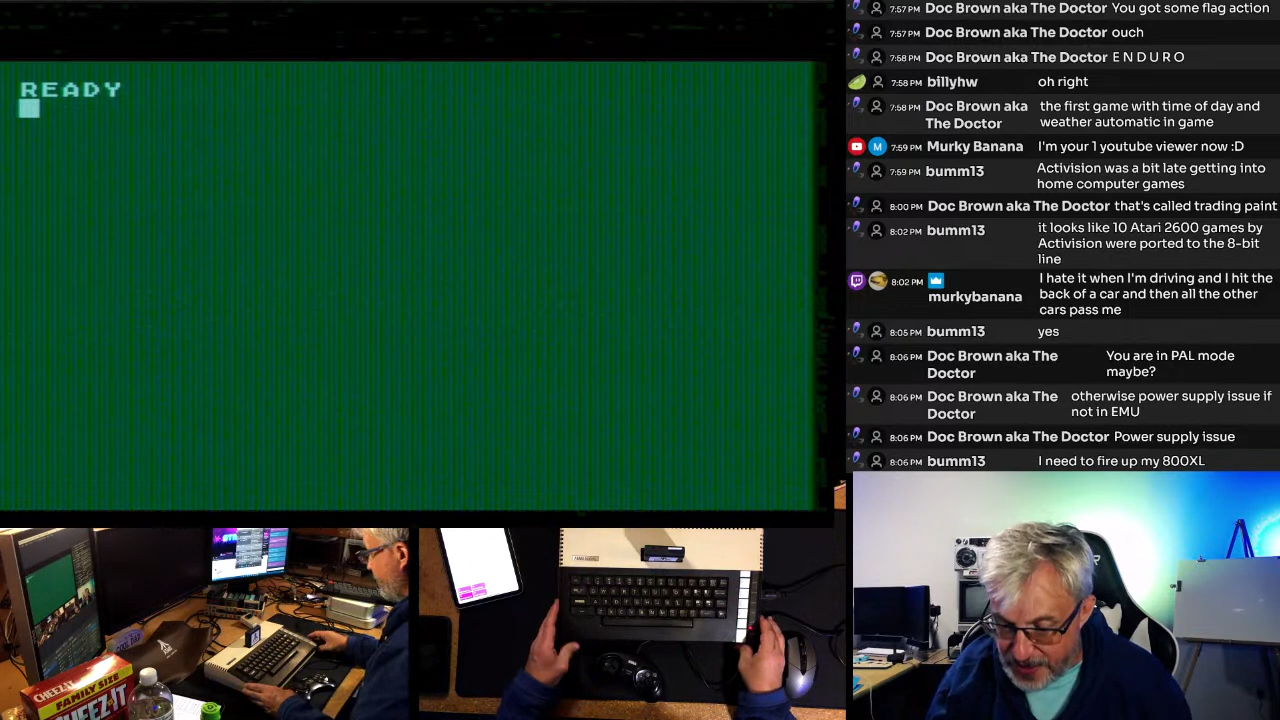 READY
7:57 PM Doc Brown aka The Doctor You got some flag action
7:57 PM Doc Brown aka The Doctor ouch
7:58 PM Doc Brown aka The Doctor E N D U R O
7:58 PM billyhw oh right
7:58 PM Doc Brown aka The Doctor the first game with time of day and
weather automatic in game
M 7:59 PM Murky Banana I'm your 1 youtube viewer now :D
7:59 PM bumm13 Activision was a bit late getting into
home computer games
8:00 PM Doc Brown aka The Doctor that's called trading paint
8:02 PM bumm13 it looks like 10 Atari 2600 games by
Activision were ported to the 8-bit
line
8:02 PM murkybanana I hate it when I'm driving and I hit the
back of a car and then all the other
cars pass me
8:05 PM bumm13 yes
8:06 PM Doc Brown aka The Doctor You are in PAL mode
maybe?
8:06 PM Doc Brown aka The Doctor otherwise power supply issue if
not in EMU
8:06 PM Doc Brown aka The Doctor Power supply issue
8:06 PM bumm13 I need to fire up my 800XL
CHEEZ-IT
FAMILY SIZE
CHEEZ-IT